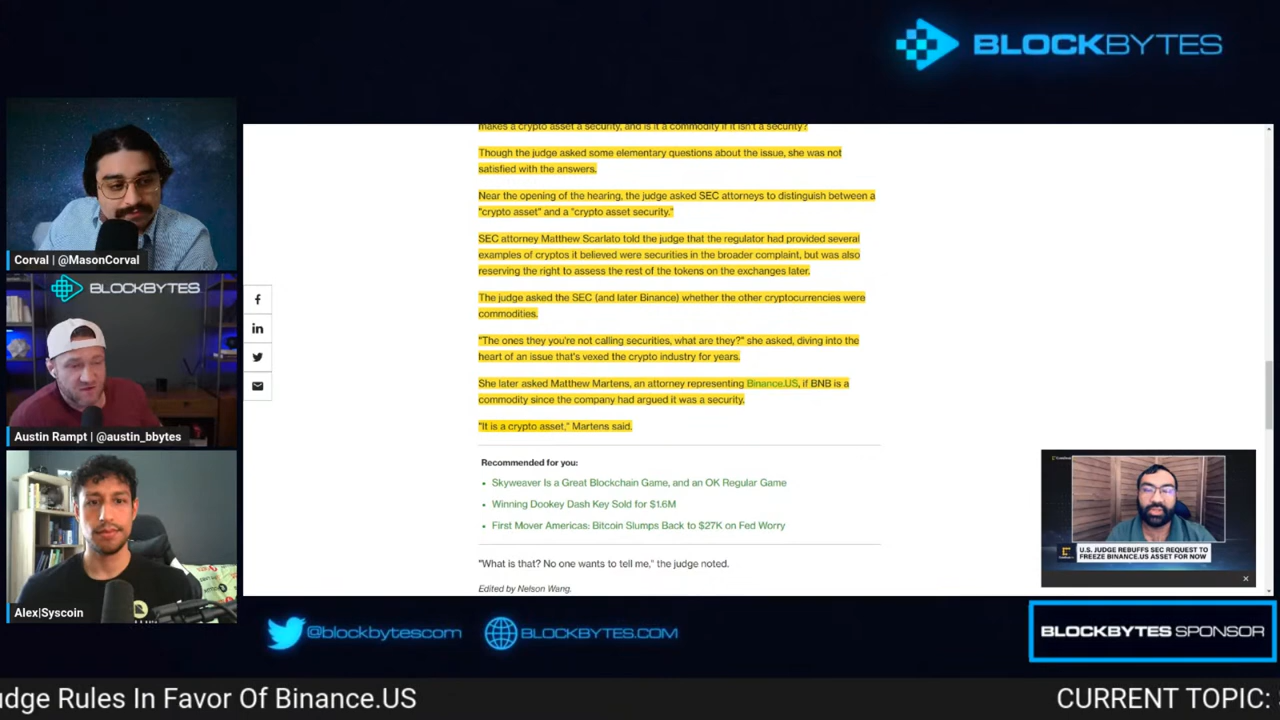 BLOCKBYTES
makes a crypto asset a security, and is it a commodity if it isn't a security?
Though the judge asked some elementary questions about the issue, she was not
satisfied with the answers.
Near the opening of the hearing, the judge asked SEC attorneys to distinguish between a
"crypto asset" and a "crypto asset security."
SEC attorney Matthew Scarlato told the judge that the regulator had provided several
examples of cryptos it believed were securities in the broader complaint, but was also
reserving the right to assess the rest of the tokens on the exchanges later.
The judge asked the SEC (and later Binance) whether the other cryptocurrencies were
commodities.
"The ones they you're not calling securities, what are they?" she asked, diving into the
heart of an issue that's vexed the crypto industry for years.
She later asked Matthew Martens, an attorney representing Binance.US, if BNB is a
commodity since the company had argued it was a security.
"It is a crypto asset," Martens said.
Recommended for you:
Skyweaver Is a Great Blockchain Game, and an OK Regular Game
Winning Dookey Dash Key Sold for $1.6M
First Mover Americas: Bitcoin Slumps Back to $27K on Fed Worry
"What is that? No one wants to tell me," the judge noted.
Edited by Nelson Wang.
Corval | @MasonCorval
BLOCKBYTES
Austin Rampt | @austin_bbytes
Alex|Syscoin
U.S. JUDGE REBUFFS SEC REQUEST TO
FREEZE BINANCE.US ASSET FOR NOW
@blockbytescom
BLOCKBYTES.COM
BLOCKBYTES SPONSOR
udge Rules In Favor Of Binance.US
CURRENT TOPIC: